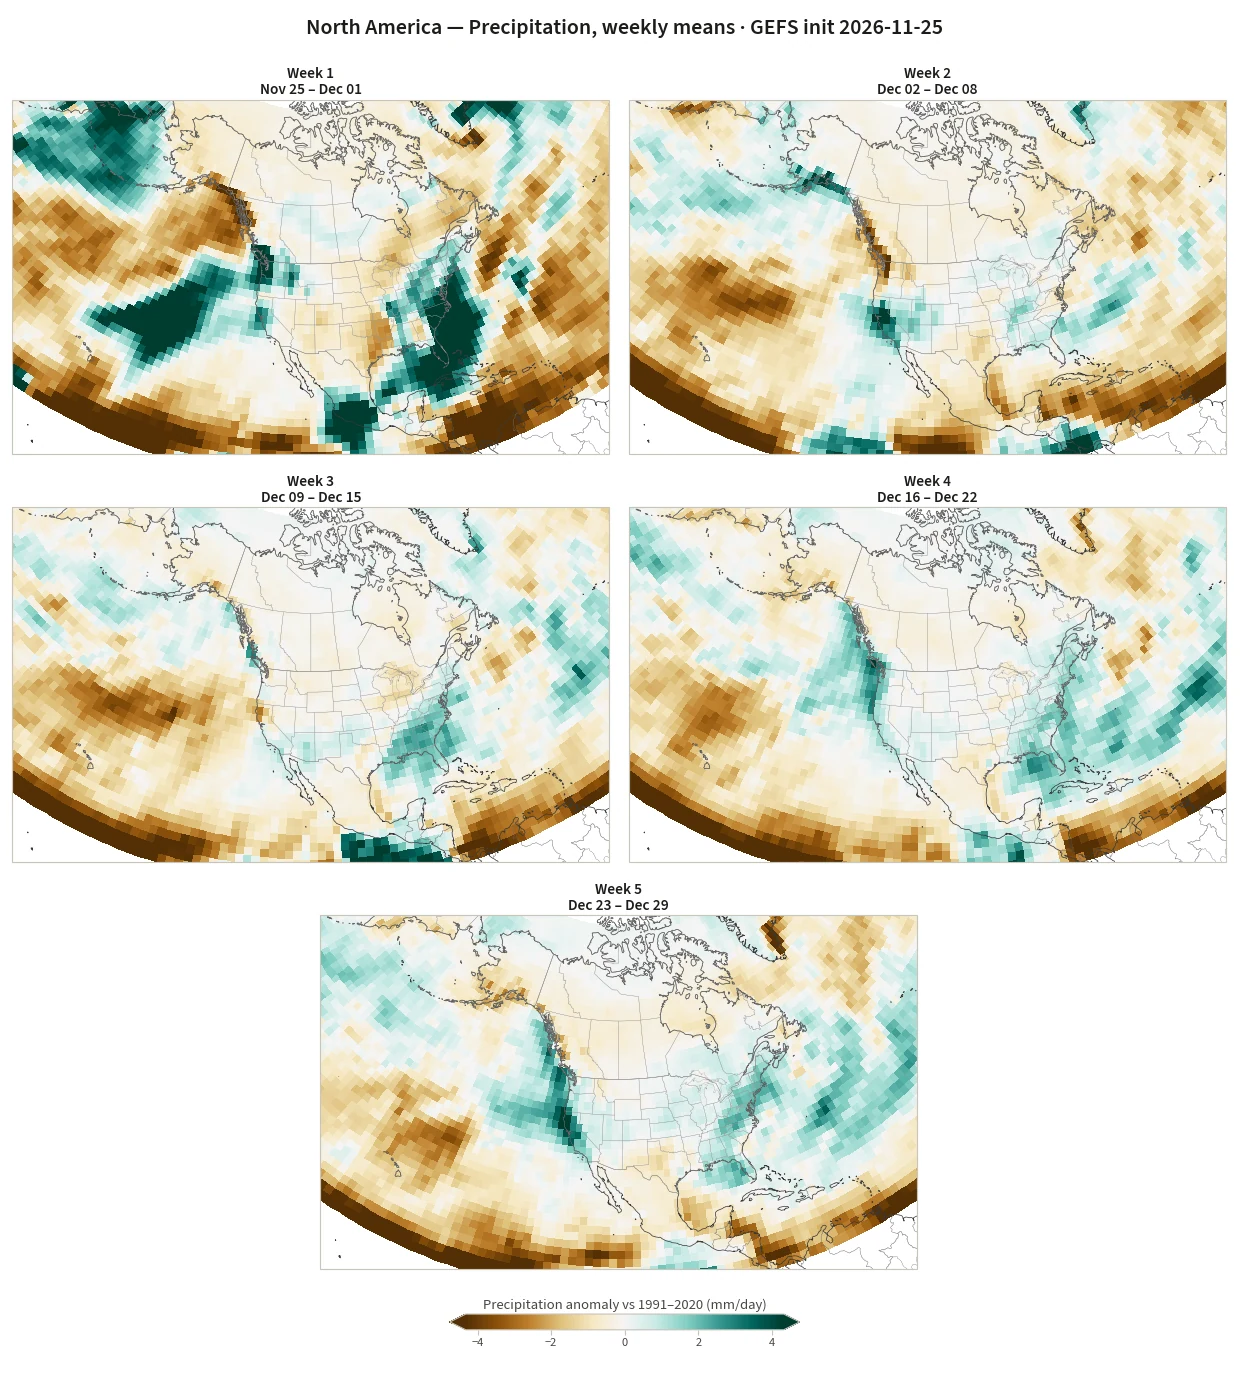 North America — Precipitation, weekly means · GEFS init 2026-11-25
Week 1
Nov 25 – Dec 01
Week 2
Dec 02 – Dec 08
Week 3
Dec 09 – Dec 15
Week 4
Dec 16 – Dec 22
Week 5
Dec 23 – Dec 29
Precipitation anomaly vs 1991–2020 (mm/day)
−4 −2 0 2 4